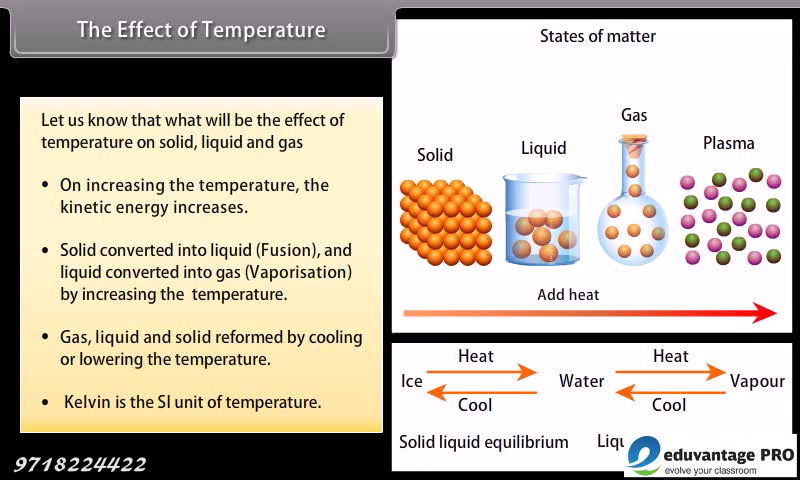 The Effect of Temperature
Let us know that what will be the effect of
temperature on solid, liquid and gas
• On increasing the temperature, the
kinetic energy increases.
• Solid converted into liquid (Fusion), and
liquid converted into gas (Vaporisation)
by increasing the temperature.
• Gas, liquid and solid reformed by cooling
or lowering the temperature.
• Kelvin is the SI unit of temperature.
9718224422
States of matter
Solid
Liquid
Gas
Plasma
Add heat
Heat Heat
Ice Water Vapour
Cool Cool
Solid liquid equilibrium
eduvantage PRO
evolve your classroom